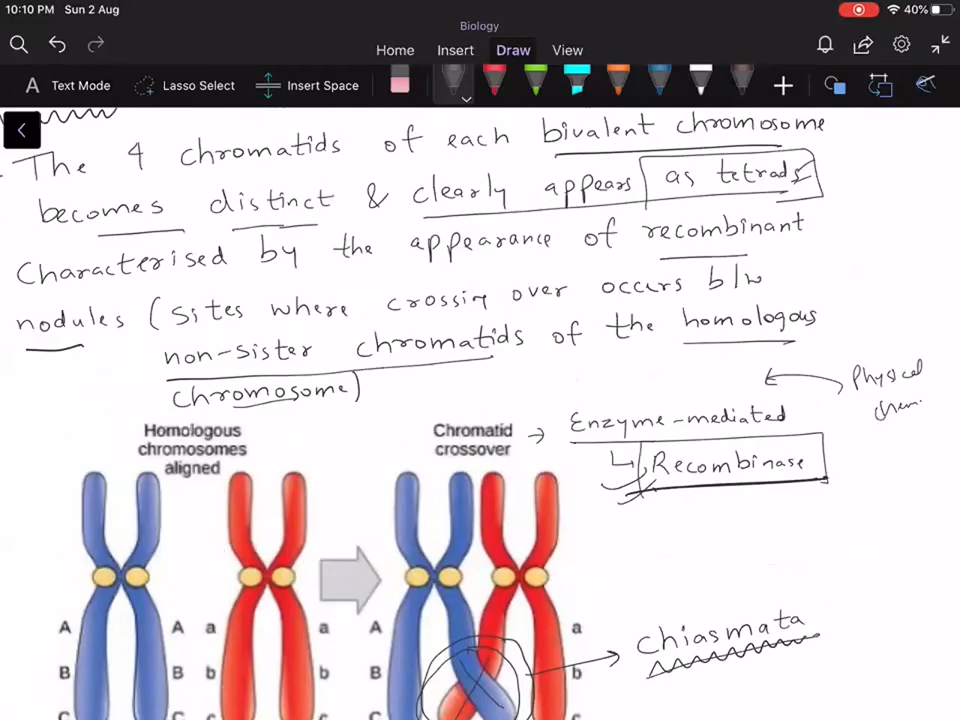 10:10 PM Sun 2 Aug
40%
Biology
Home Insert Draw View
A Text Mode Lasso Select Insert Space
The 4 chromatids of each bivalent chromosome
becomes distinct & clearly appears as tetrads
Characterised by the appearance of recombinant
nodules (sites where crossing over occurs b/w
non-sister chromatids of the homologous
chromosome)
Physical
chem.
Enzyme-mediated
Recombinase
Homologous
chromosomes
aligned
Chromatid
crossover
A A a a A a
B B b b B b
C C c c C c
Chiasmata